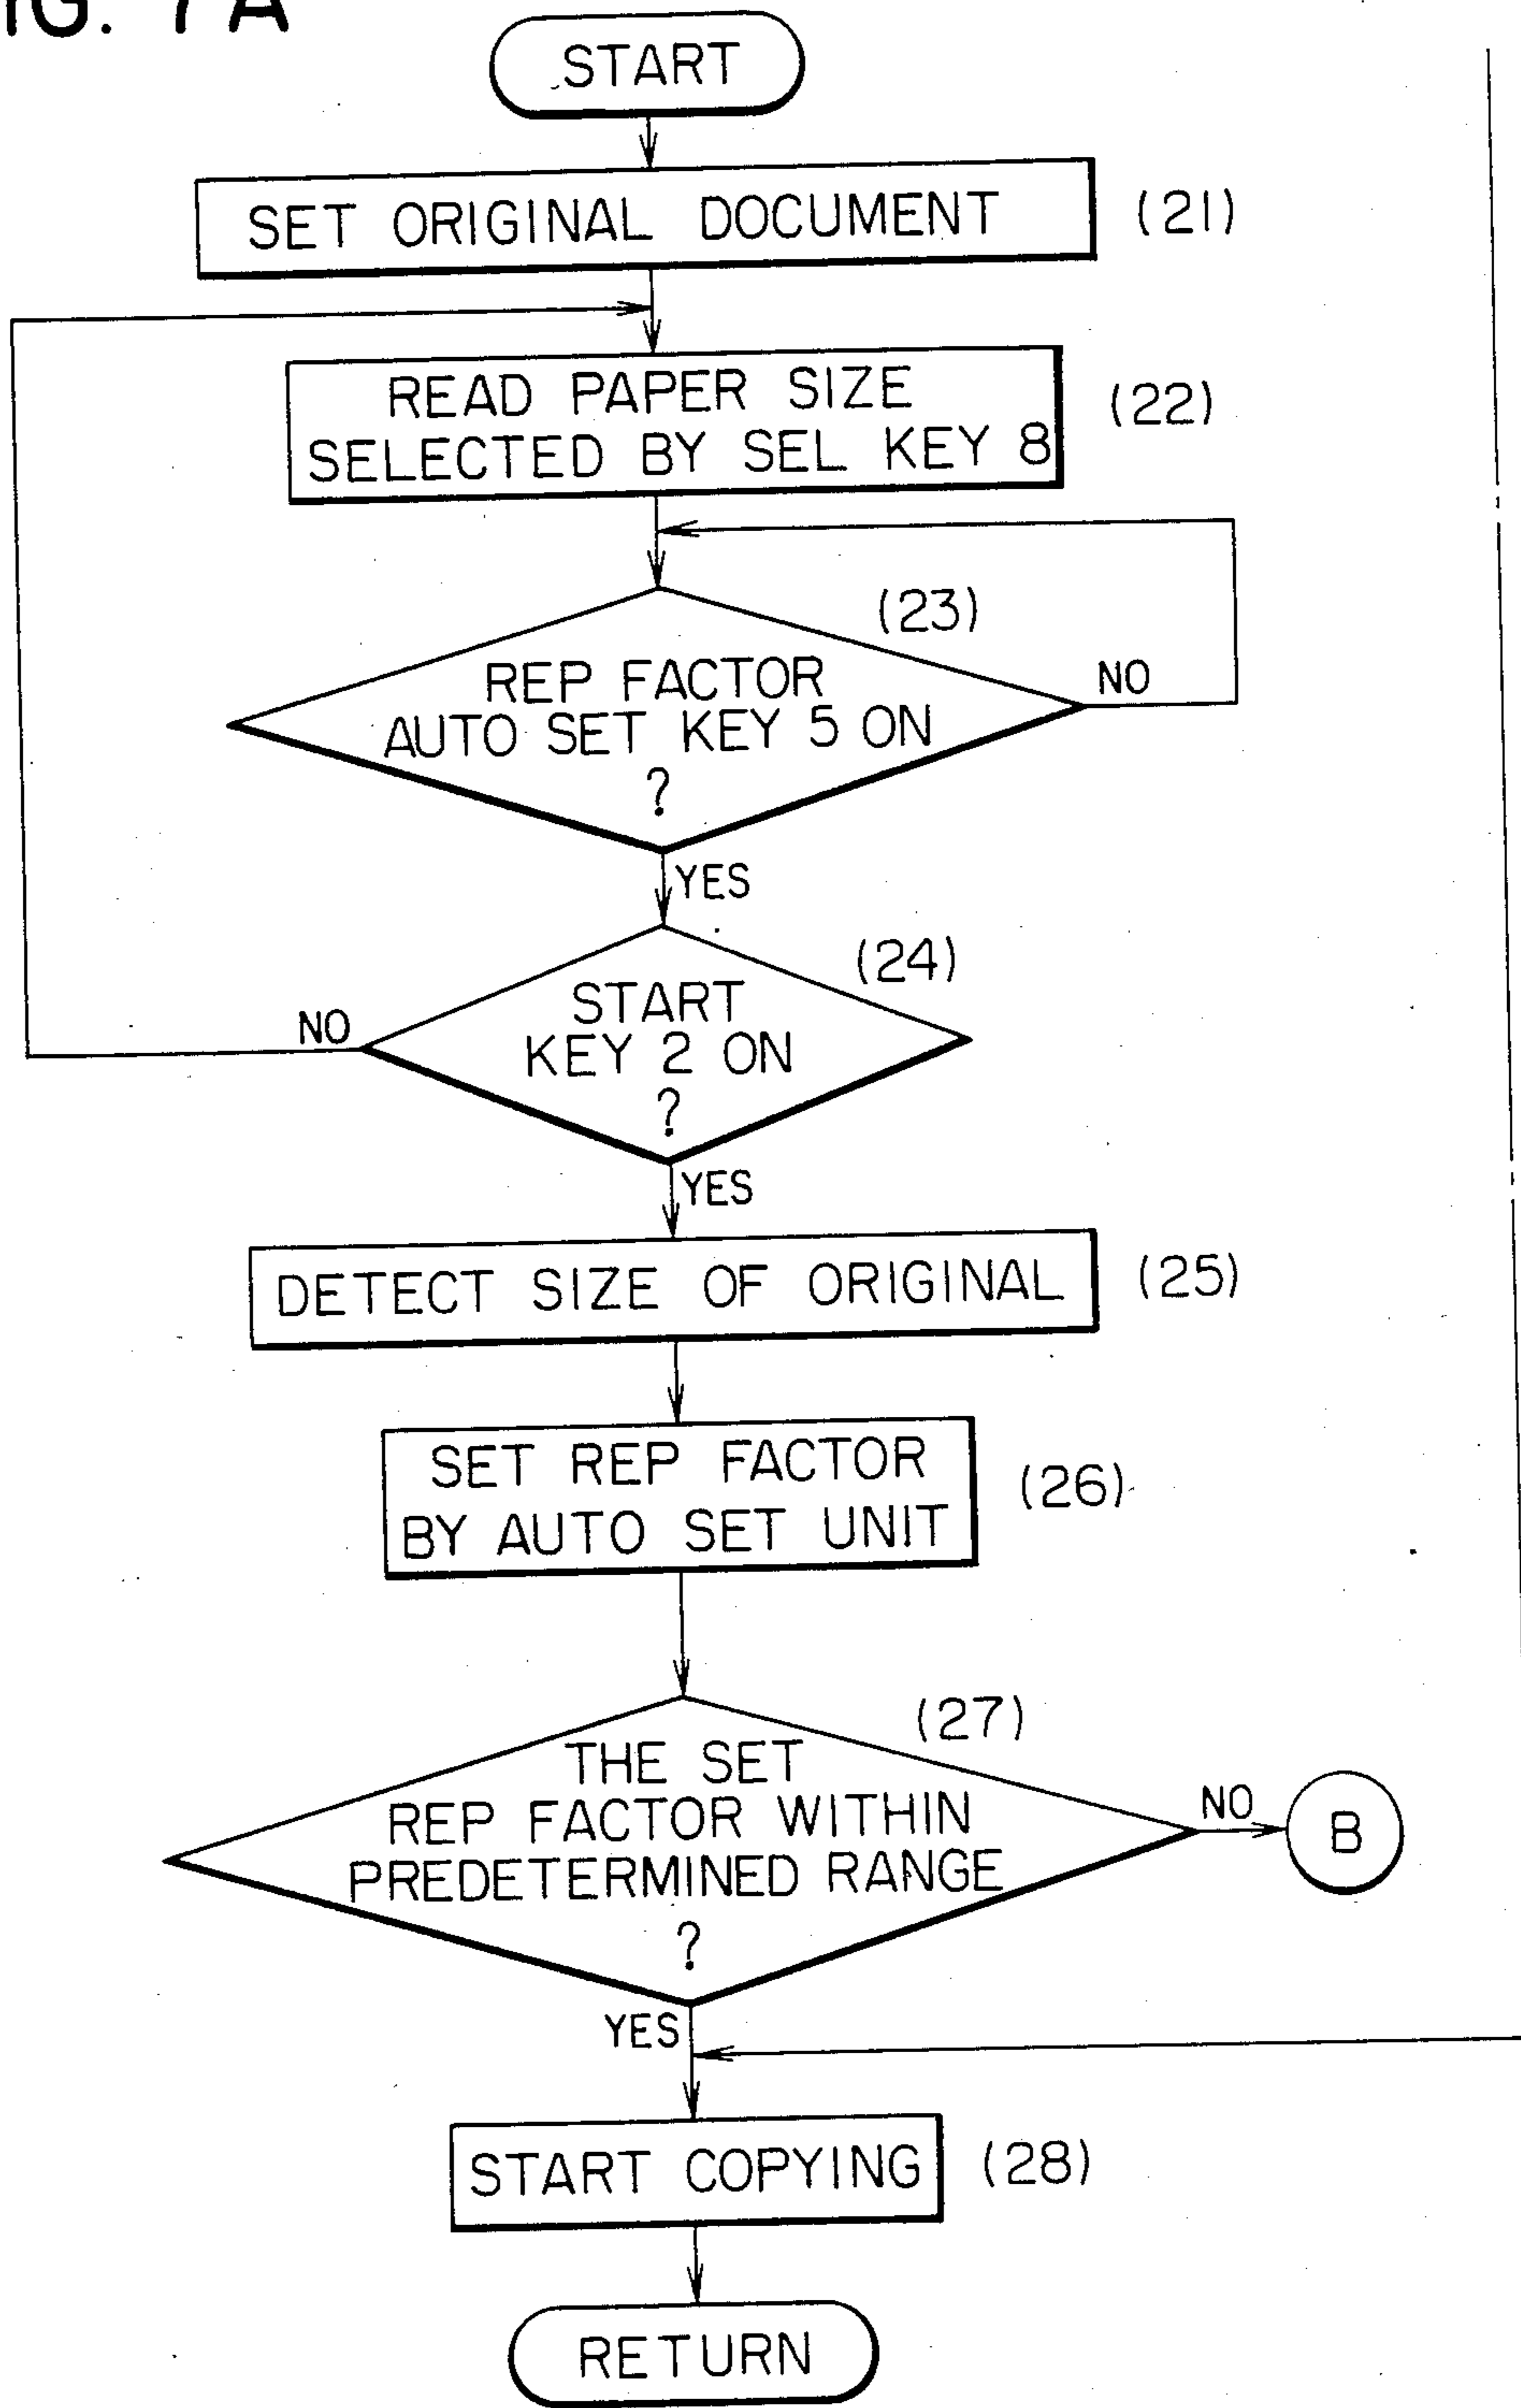 FIG. 7A
START
SET ORIGINAL DOCUMENT (21)
READ PAPER SIZE
SELECTED BY SEL KEY 8
(22)
(23)
REP FACTOR
AUTO SET KEY 5 ON
?
NO
YES
(24)
START
KEY 2 ON
?
NO
YES
DETECT SIZE OF ORIGINAL (25)
SET REP FACTOR
BY AUTO SET UNIT
(26)
(27)
THE SET
REP FACTOR WITHIN
PREDETERMINED RANGE
?
NO
B
YES
START COPYING (28)
RETURN